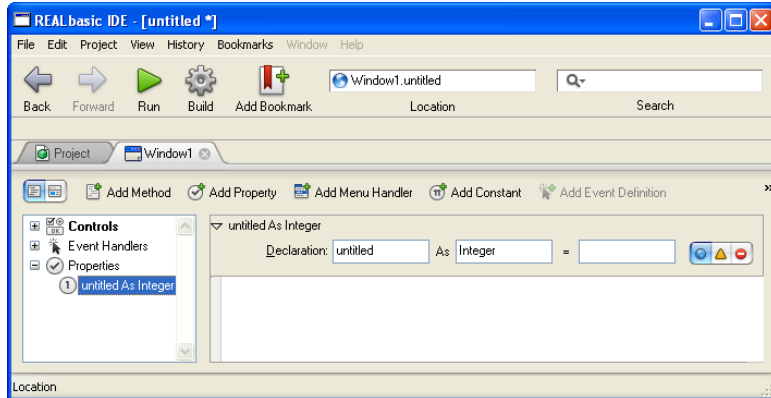 REALbasic IDE - [untitled *]
File Edit Project View History Bookmarks Window Help
Window1.untitled
Back Forward Run Build Add Bookmark Location Search
Project Window1
Add Method Add Property Add Menu Handler π Add Constant Add Event Definition »
OK Controls
Event Handlers
Properties
1 untitled As Integer
untitled As Integer
Declaration: untitled As Integer =
Location